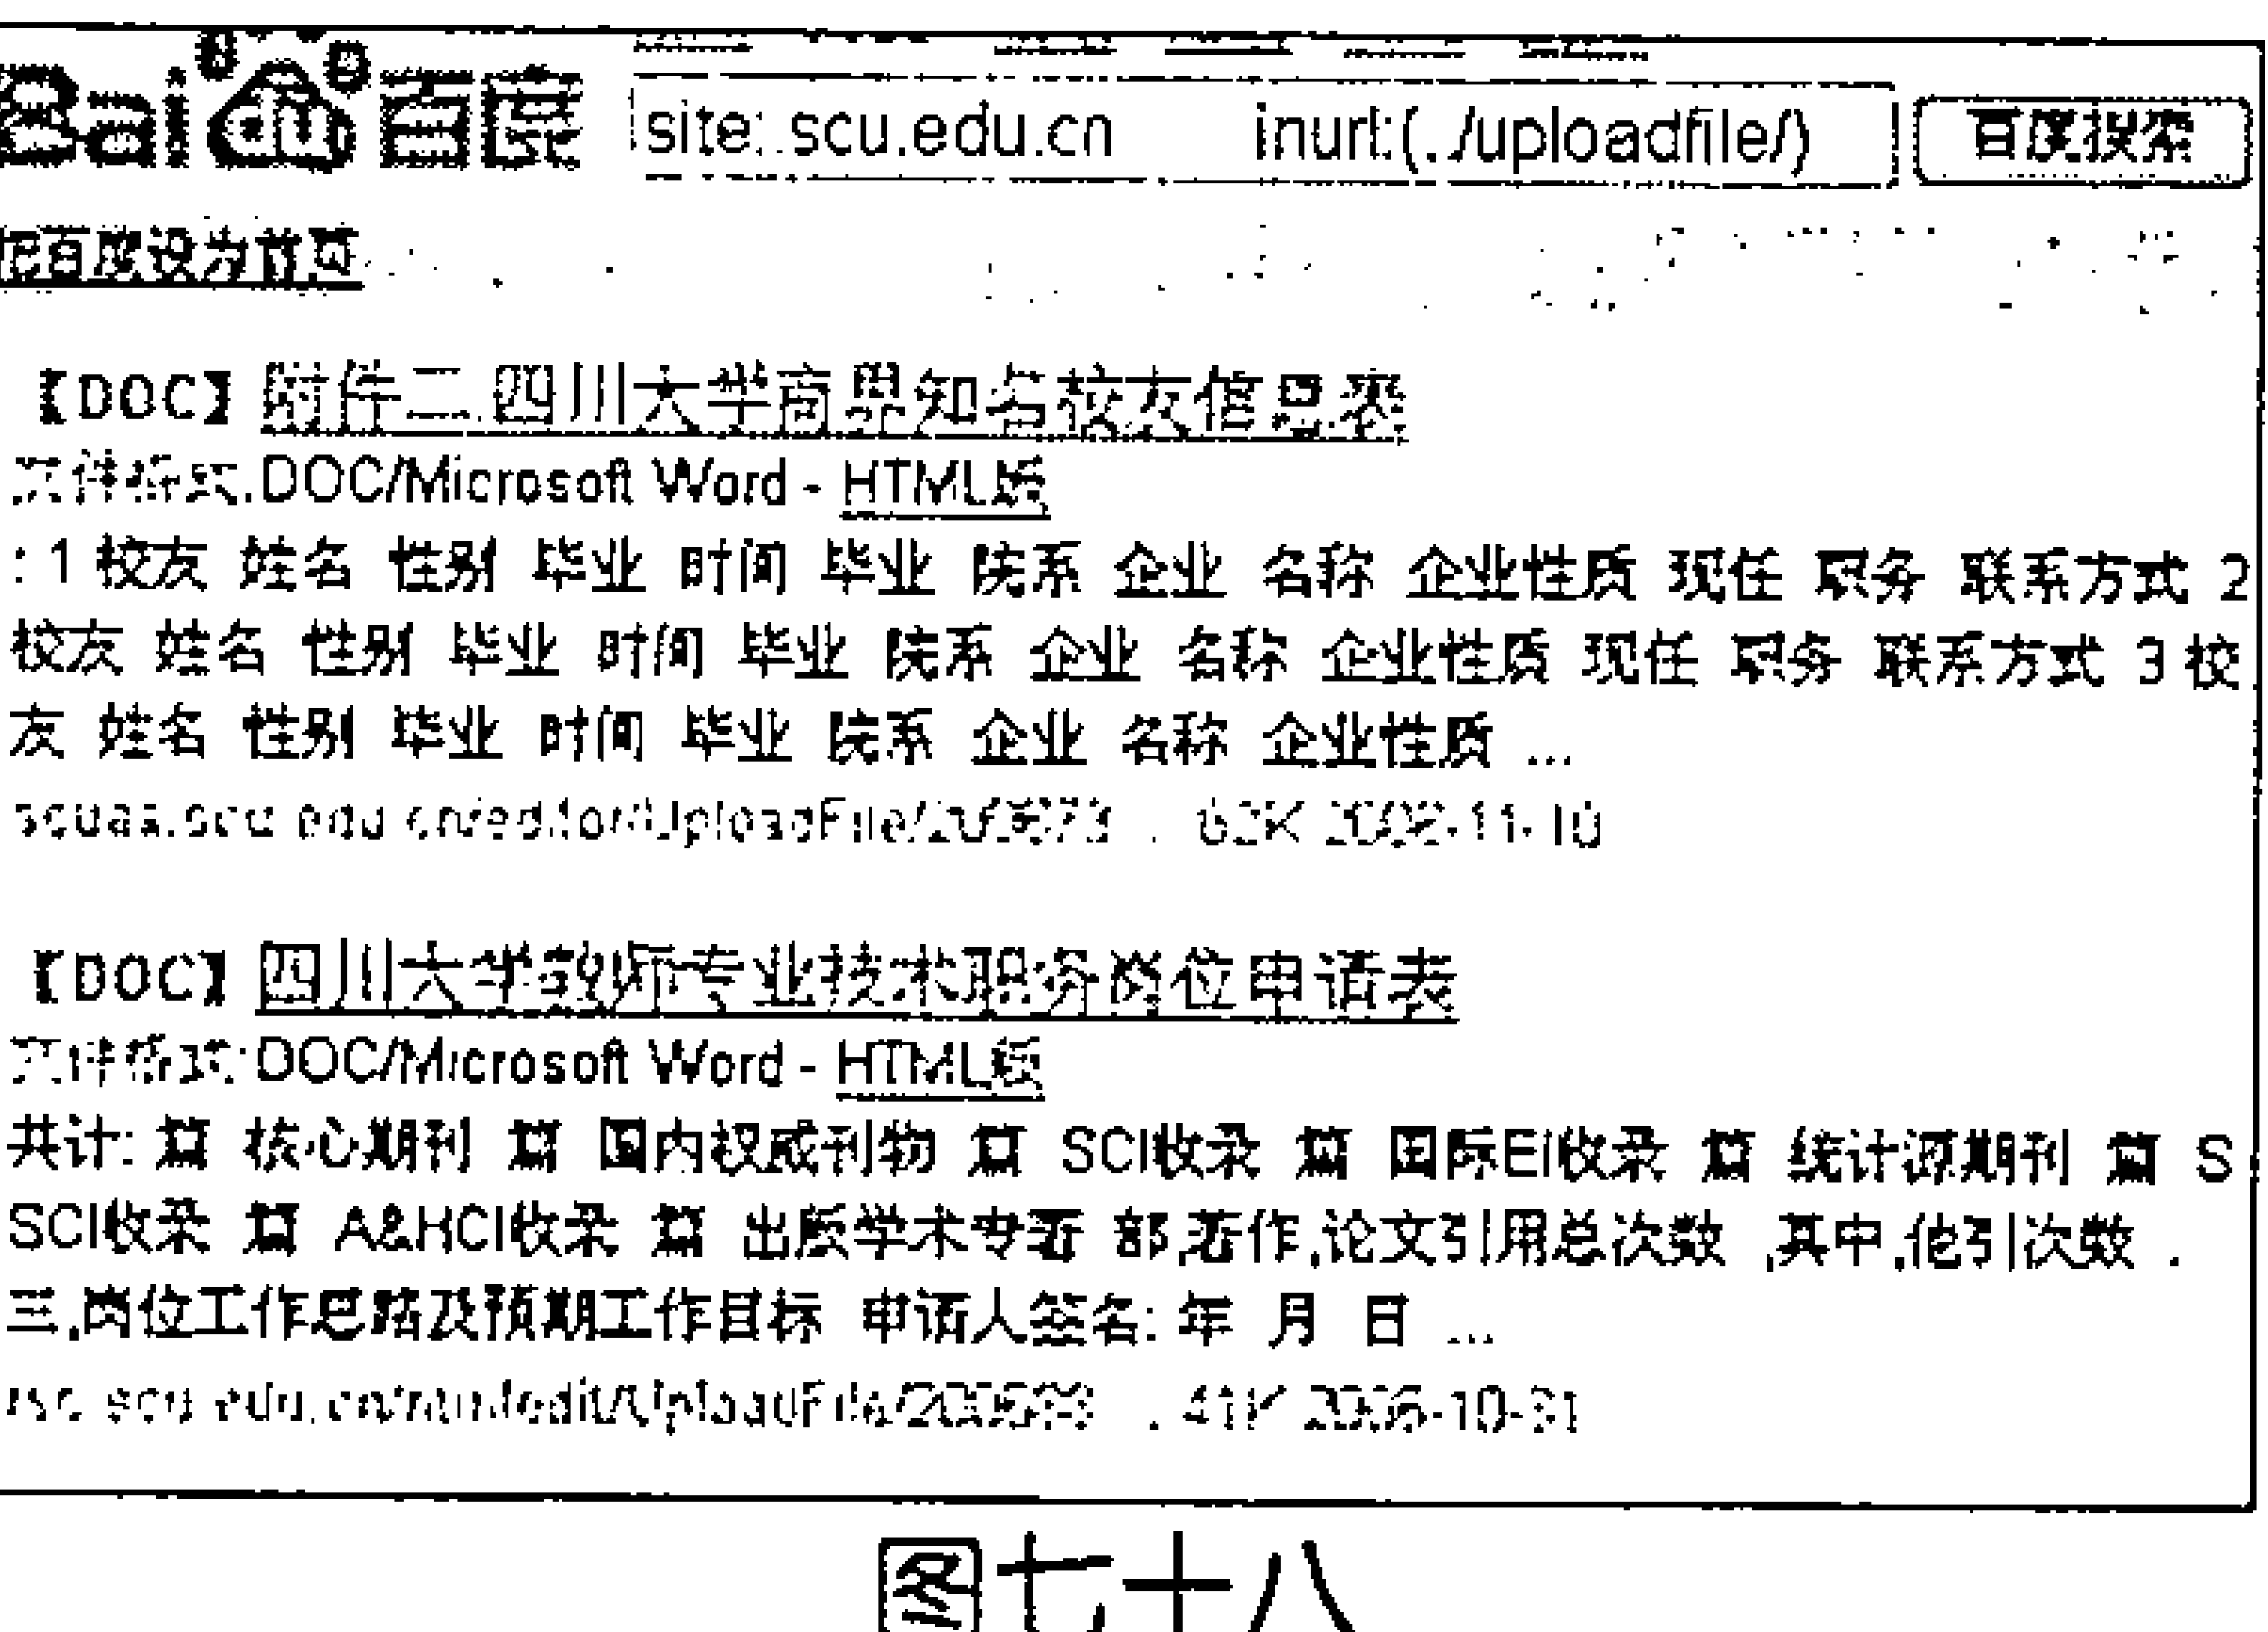 Baidu百度 site:.scu.edu.cn inurl:(../uploadfile/) 百度搜索
把百度设为首页
【DOC】附件二.四川大学商界知名校友信息表
文件格式:DOC/Microsoft Word - HTML版
:1 校友 姓名 性别 毕业 时间 毕业 院系 企业 名称 企业性质 现任 职务 联系方式 2
校友 姓名 性别 毕业 时间 毕业 院系 企业 名称 企业性质 现任 职务 联系方式 3 校
友 姓名 性别 毕业 时间 毕业 院系 企业 名称 企业性质 ...
【DOC】四川大学教师专业技术职务岗位申请表
文件格式:DOC/Microsoft Word - HTML版
共计: 篇 核心期刊 篇 国内权威刊物 篇 SCI收录 篇 国际EI收录 篇 统计源期刊 篇 S
SCI收录 篇 A&HCI收录 篇 出版学术专著 部,著作,论文引用总次数 ,其中,他引次数 .
三.岗位工作思路及预期工作目标 申请人签名: 年 月 日 ...
图七十八